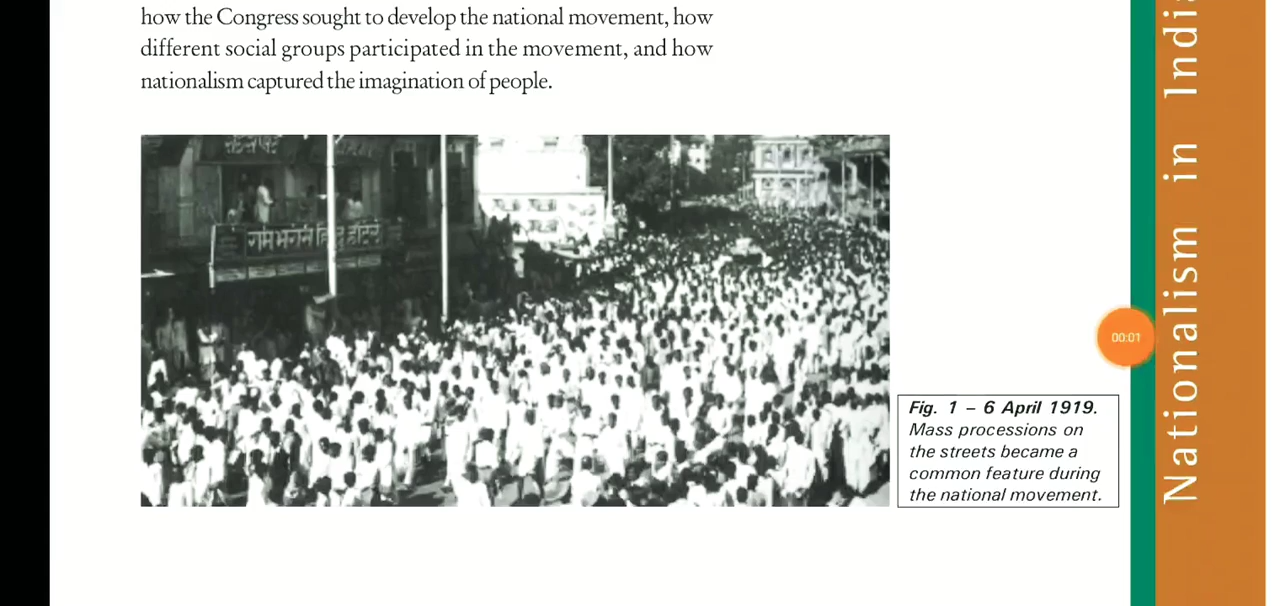 how the Congress sought to develop the national movement, how
different social groups participated in the movement, and how
nationalism captured the imagination of people.
Fig. 1 – 6 April 1919.
Mass processions on
the streets became a
common feature during
the national movement.
00:01
Nationalism in India